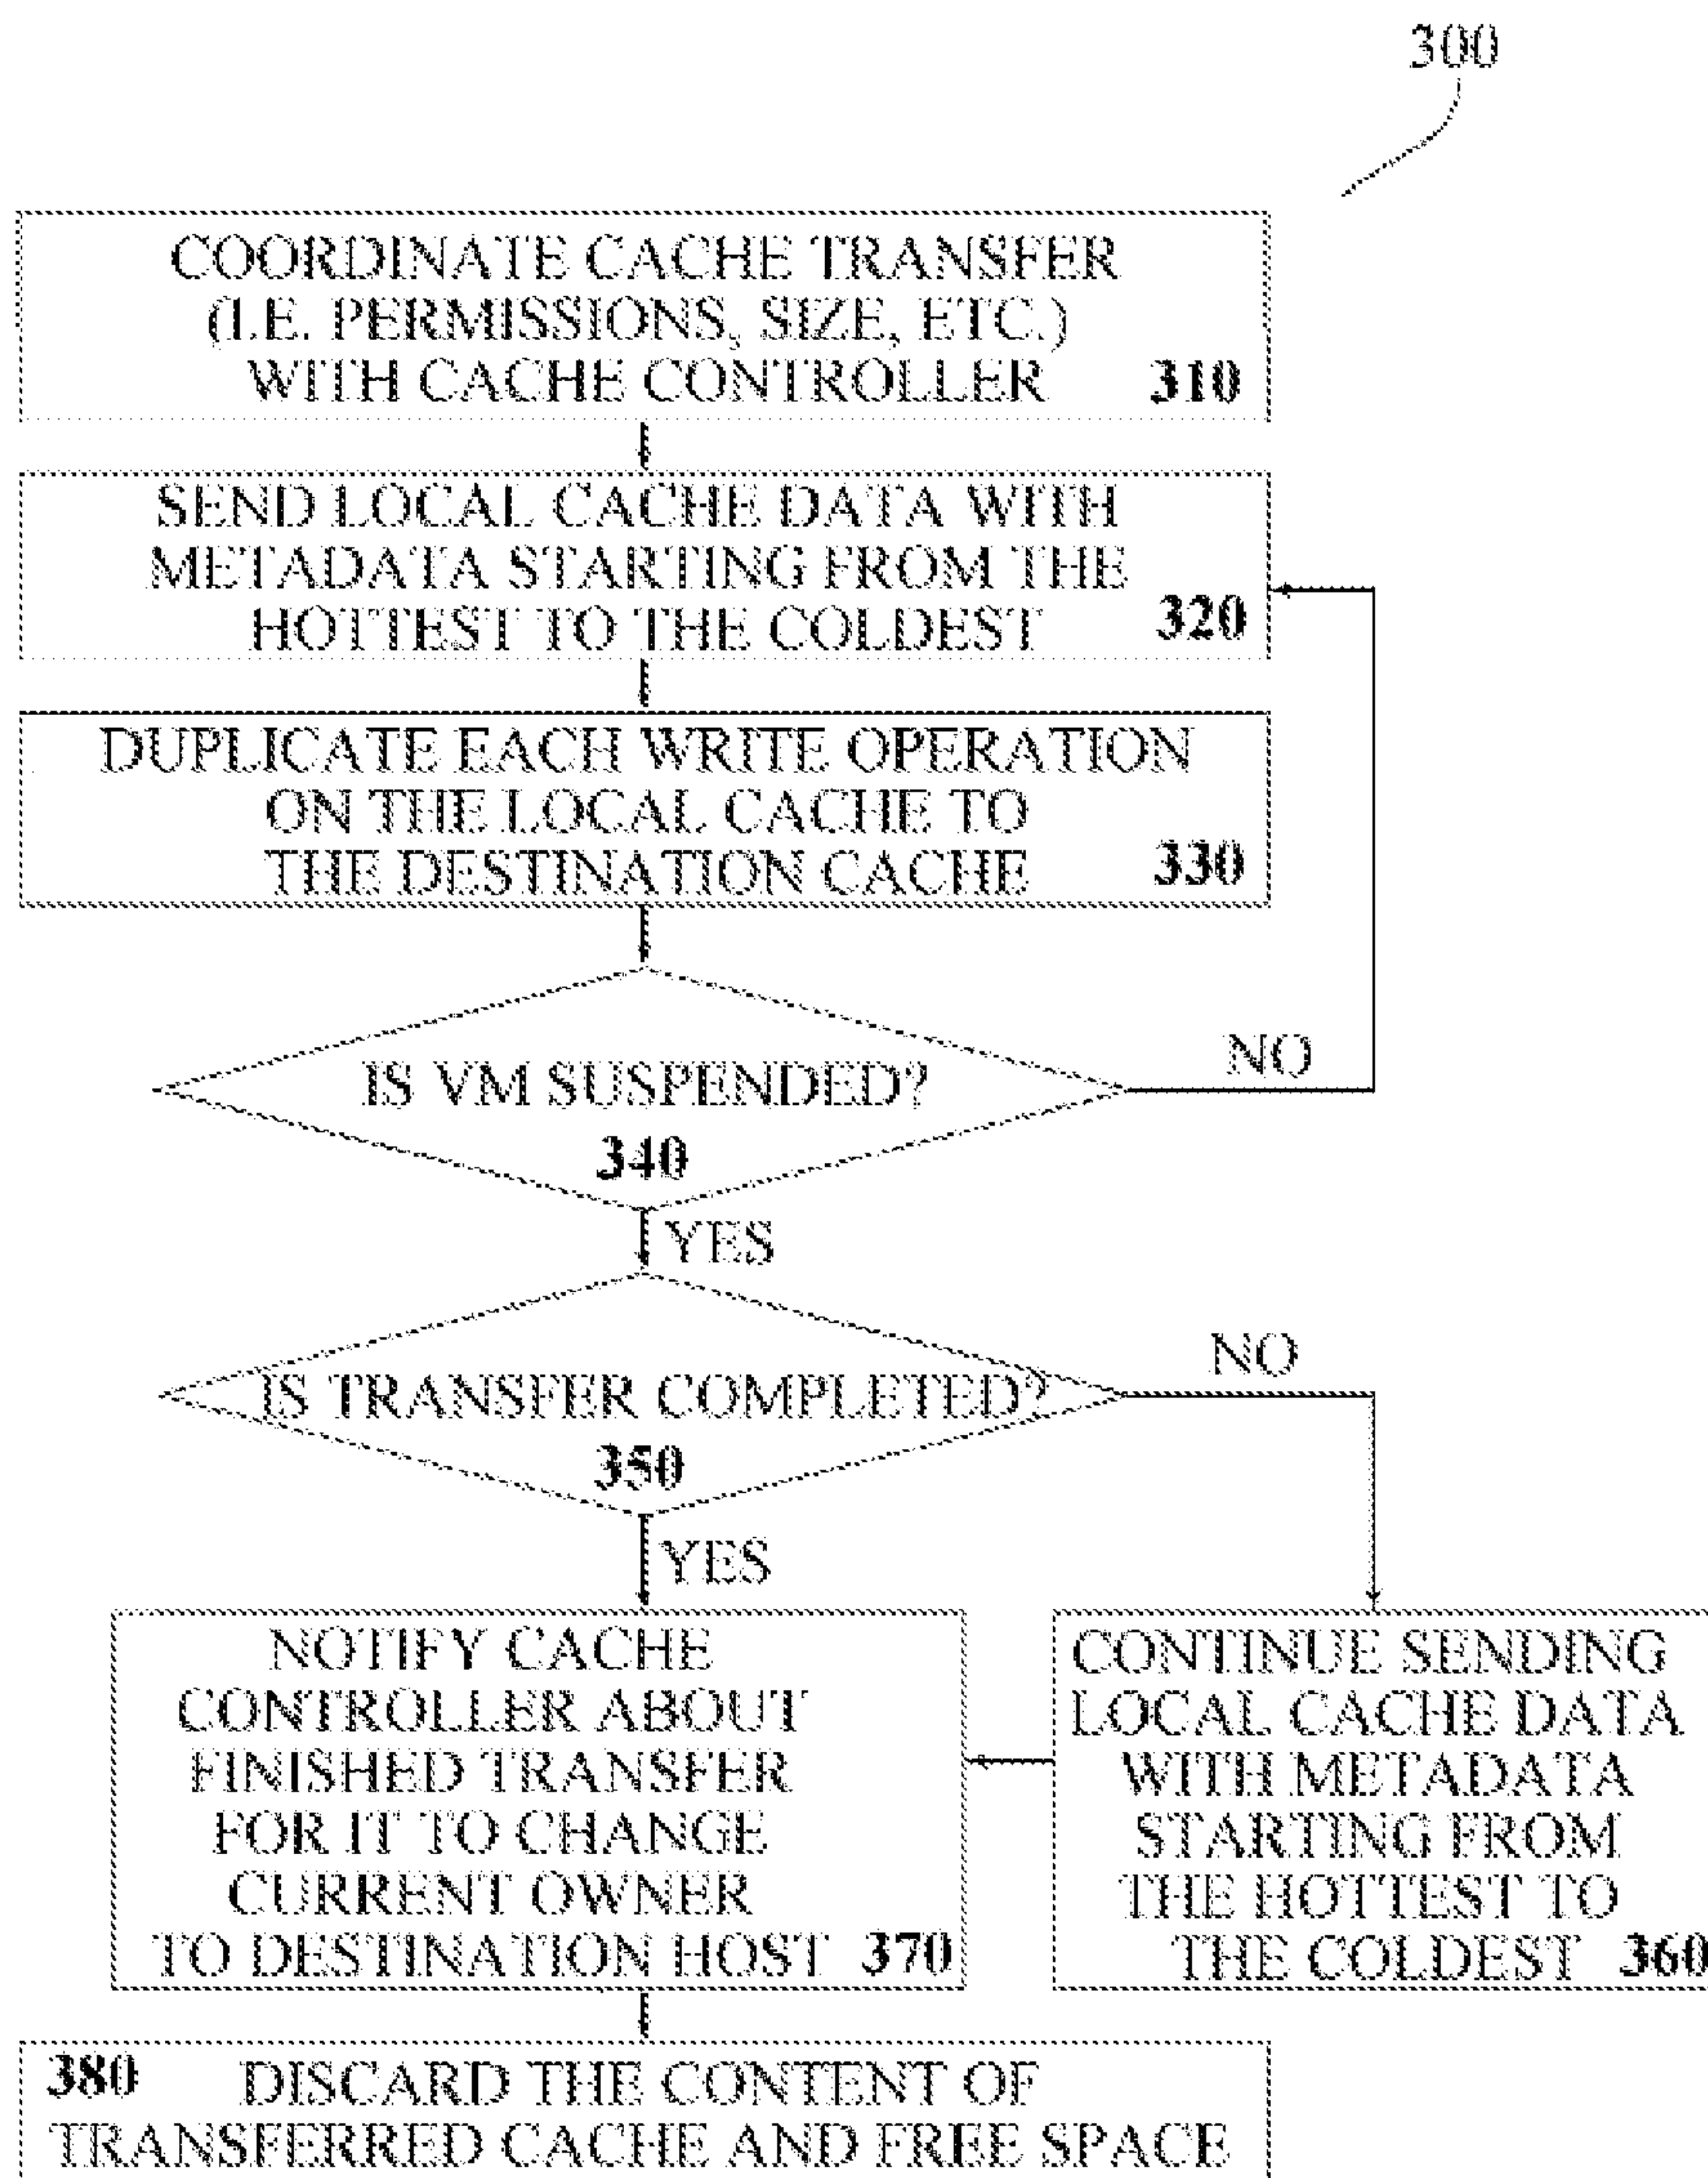 300
COORDINATE CACHE TRANSFER
(I.E. PERMISSIONS, SIZE, ETC.)
WITH CACHE CONTROLLER 310
SEND LOCAL CACHE DATA WITH
METADATA STARTING FROM THE
HOTTEST TO THE COLDEST 320
DUPLICATE EACH WRITE OPERATION
ON THE LOCAL CACHE TO
THE DESTINATION CACHE 330
IS VM SUSPENDED?
340
NO
YES
IS TRANSFER COMPLETED?
350
NO
YES
NOTIFY CACHE
CONTROLLER ABOUT
FINISHED TRANSFER
FOR IT TO CHANGE
CURRENT OWNER
TO DESTINATION HOST 370
CONTINUE SENDING
LOCAL CACHE DATA
WITH METADATA
STARTING FROM
THE HOTTEST TO
THE COLDEST 360
380 DISCARD THE CONTENT OF
TRANSFERRED CACHE AND FREE SPACE